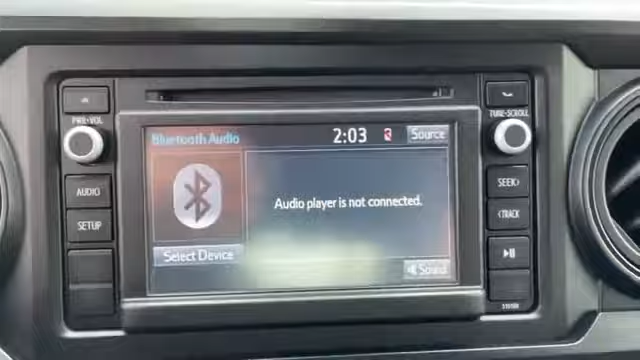 PWR•VOL
AUDIO
SETUP
Bluetooth Audio
2:03
Source
Audio player is not connected.
Select Device
Sound
TUNE•SCROLL
SEEK>
<TRACK